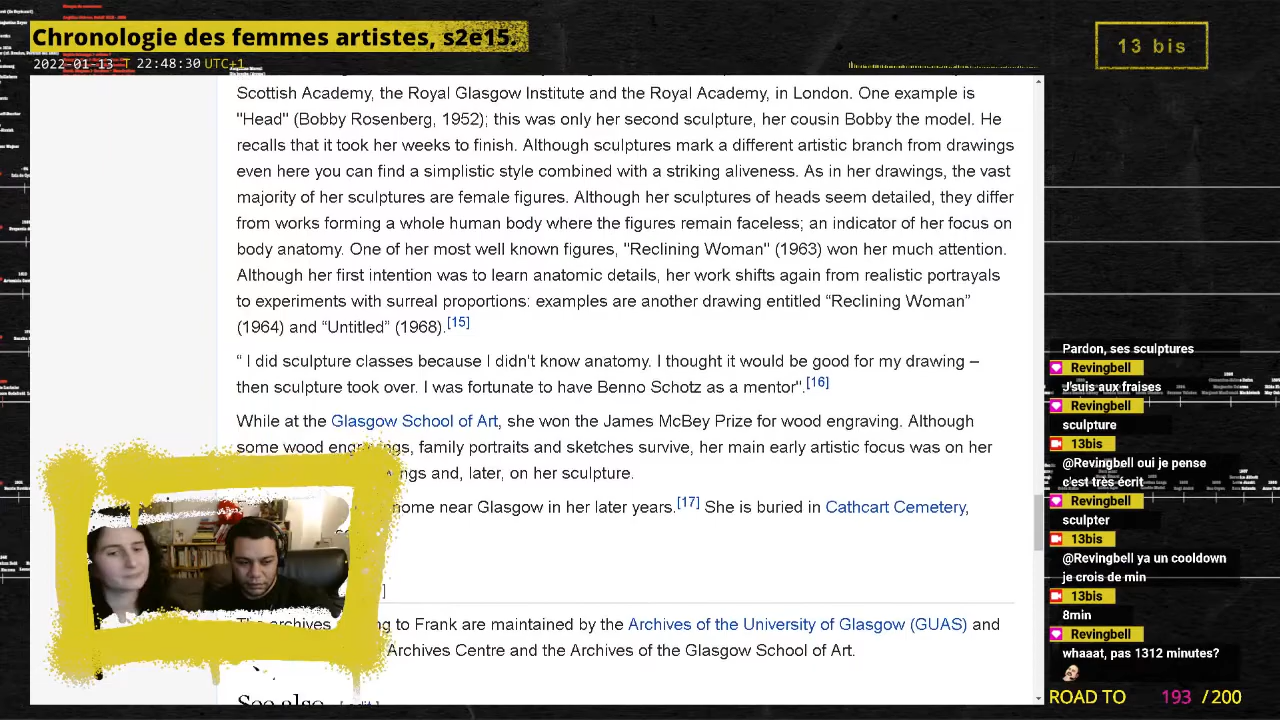 Chronologie des femmes artistes, s2e15
2022-01-13 T 22:48:30 UTC+1
13 bis
Scottish Academy, the Royal Glasgow Institute and the Royal Academy, in London. One example is
"Head" (Bobby Rosenberg, 1952); this was only her second sculpture, her cousin Bobby the model. He
recalls that it took her weeks to finish. Although sculptures mark a different artistic branch from drawings
even here you can find a simplistic style combined with a striking aliveness. As in her drawings, the vast
majority of her sculptures are female figures. Although her sculptures of heads seem detailed, they differ
from works forming a whole human body where the figures remain faceless; an indicator of her focus on
body anatomy. One of her most well known figures, "Reclining Woman" (1963) won her much attention.
Although her first intention was to learn anatomic details, her work shifts again from realistic portrayals
to experiments with surreal proportions: examples are another drawing entitled “Reclining Woman”
(1964) and “Untitled” (1968).[15]
“ I did sculpture classes because I didn't know anatomy. I thought it would be good for my drawing –
then sculpture took over. I was fortunate to have Benno Schotz as a mentor" [16]
While at the Glasgow School of Art, she won the James McBey Prize for wood engraving. Although
some wood engravings, family portraits and sketches survive, her main early artistic focus was on her
and, later, on her sculpture.
home near Glasgow in her later years.[17] She is buried in Cathcart Cemetery,
]
The archives to Frank are maintained by the Archives of the University of Glasgow (GUAS) and
Archives Centre and the Archives of the Glasgow School of Art.
See also [ edit ]
Pardon, ses sculptures
Revingbell
J'suis aux fraises
Revingbell
sculpture
13bis
@Revingbell oui je pense
c'est très écrit
Revingbell
sculpter
13bis
@Revingbell ya un cooldown
je crois de min
13bis
8min
Revingbell
whaaat, pas 1312 minutes?
ROAD TO 193 / 200